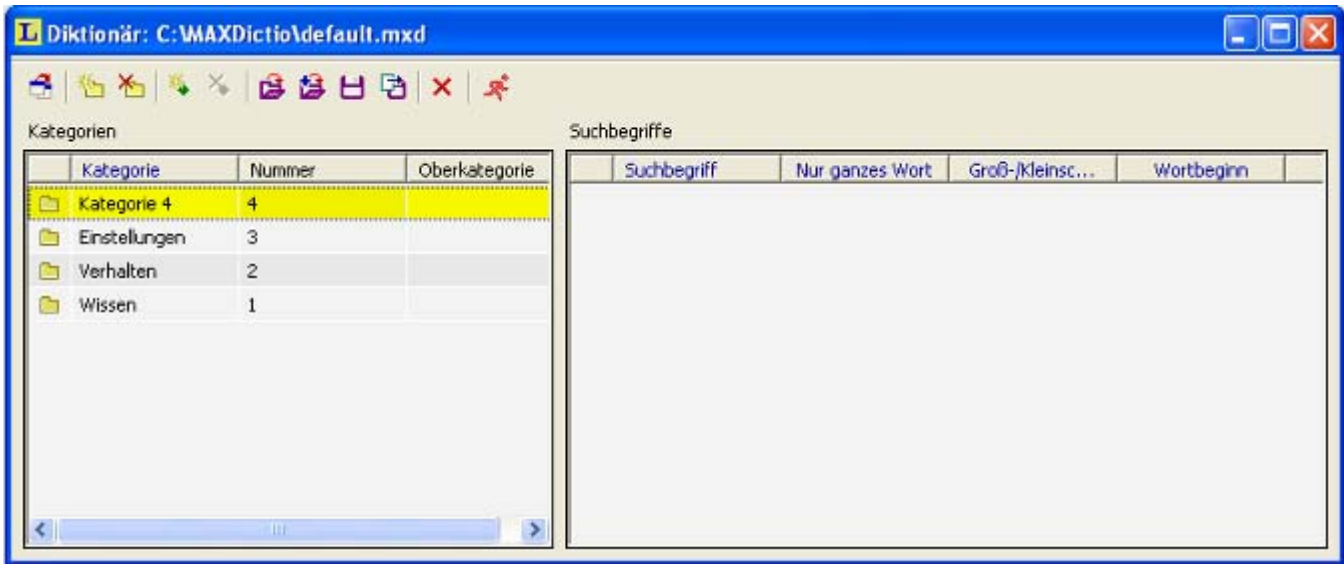 L Diktionär: C:\MAXDictio\default.mxd
Kategorien Suchbegriffe
Kategorie Nummer Oberkategorie Suchbegriff Nur ganzes Wort Groß-/Kleinsc... Wortbeginn
Kategorie 4 4
Einstellungen 3
Verhalten 2
Wissen 1